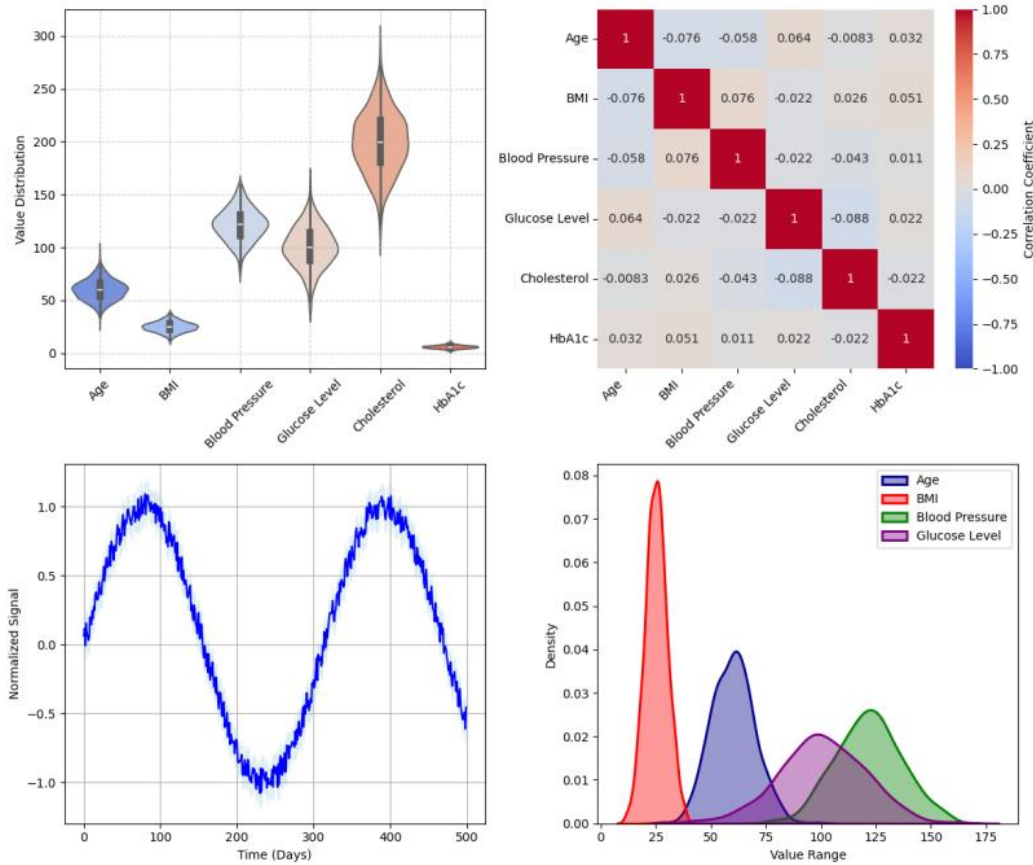 300
250
200
150
100
50
0
Value Distribution
Age
BMI
Blood Pressure
Glucose Level
Cholesterol
HbA1c
Age 1 -0.076 -0.058 0.064 -0.0083 0.032
BMI -0.076 1 0.076 -0.022 0.026 0.051
Blood Pressure -0.058 0.076 1 -0.022 -0.043 0.011
Glucose Level 0.064 -0.022 -0.022 1 -0.088 0.022
Cholesterol -0.0083 0.026 -0.043 -0.088 1 -0.022
HbA1c 0.032 0.051 0.011 0.022 -0.022 1
Age
BMI
Blood Pressure
Glucose Level
Cholesterol
HbA1c
1.00
0.75
0.50
0.25
0.00
-0.25
-0.50
-0.75
-1.00
Correlation Coefficient
1.0
0.5
0.0
-0.5
-1.0
Normalized Signal
0 100 200 300 400 500
Time (Days)
0.08
0.07
0.06
0.05
0.04
0.03
0.02
0.01
0.00
Density
Age
BMI
Blood Pressure
Glucose Level
0 25 50 75 100 125 150 175
Value Range